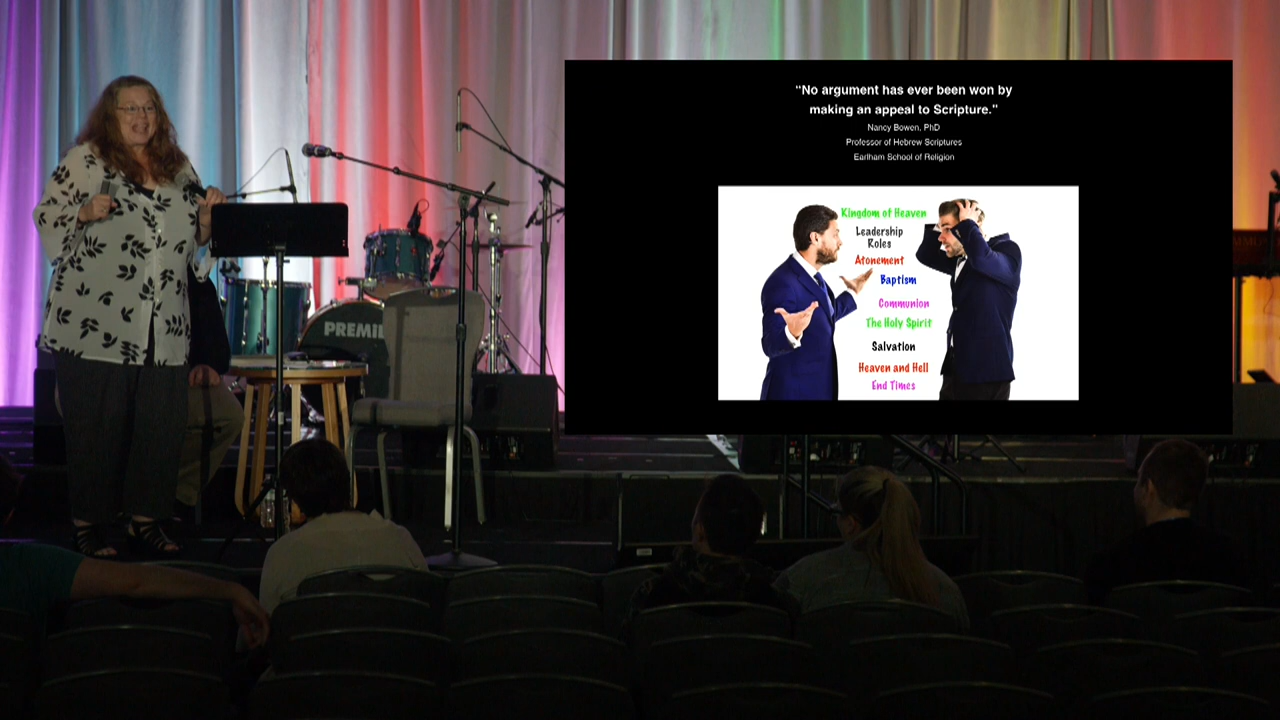 “No argument has ever been won by
making an appeal to Scripture.”
Nancy Bowen, PhD
Professor of Hebrew Scriptures
Earlham School of Religion
Kingdom of Heaven
Leadership
Roles
Atonement
Baptism
Communion
The Holy Spirit
Salvation
Heaven and Hell
End Times
PREMI